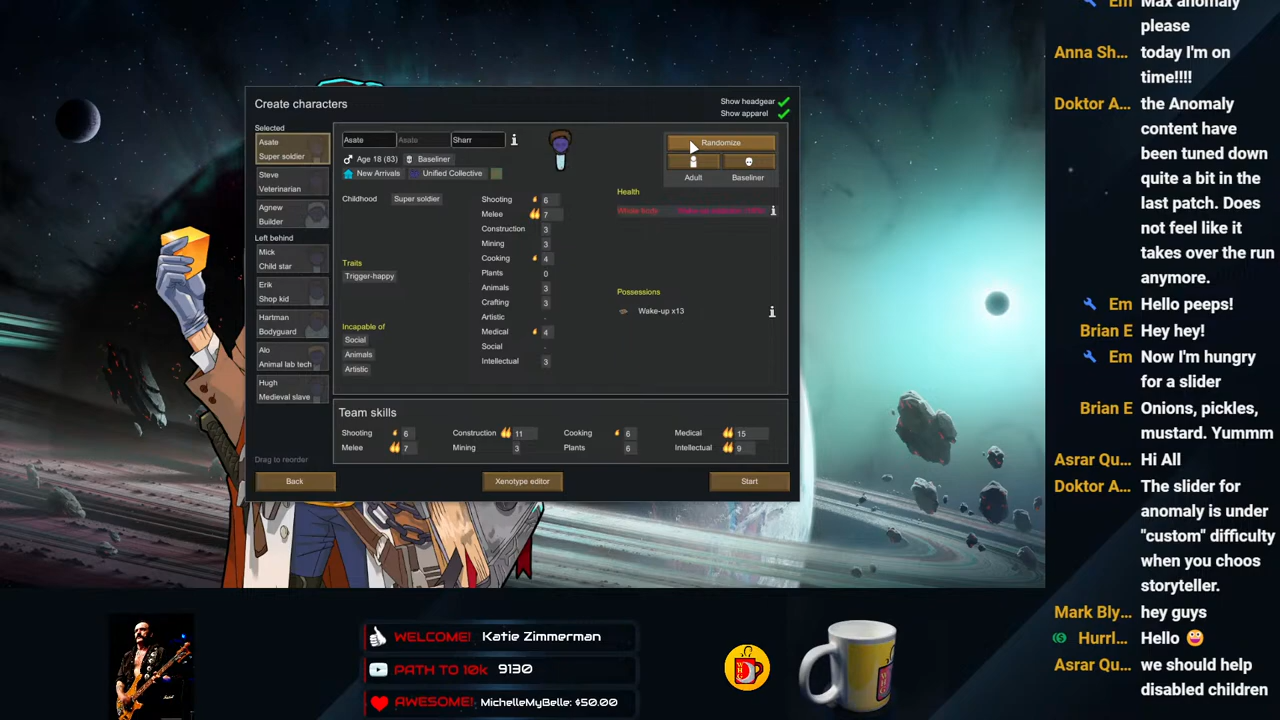 Create characters
Show headgear
Show apparel
Selected
Asate
Super soldier
Steve
Veterinarian
Agnew
Builder
Left behind
Mick
Child star
Erik
Shop kid
Hartman
Bodyguard
Alo
Animal lab tech
Hugh
Medieval slave
Drag to reorder
Asate
Asate
Sharr
Age 18 (83)
Baseliner
New Arrivals
Unified Collective
Childhood
Super soldier
Traits
Trigger-happy
Incapable of
Social
Animals
Artistic
Shooting 6
Melee 7
Construction 3
Mining 3
Cooking 4
Plants 0
Animals 3
Crafting 3
Artistic -
Medical 4
Social -
Intellectual 3
Randomize
Adult
Baseliner
Health
Whole body
Possessions
Wake-up x13
Team skills
Shooting 6
Construction 11
Cooking 6
Medical 15
Melee 7
Mining 3
Plants 6
Intellectual 9
Back
Xenotype editor
Start
WELCOME! Katie Zimmerman
PATH TO 10k 9130
AWESOME! MichelleMyBelle: $50.00
Em Max anomaly
please
Anna Sh... today I'm on
time!!!!
Doktor A... the Anomaly
content have
been tuned down
quite a bit in the
last patch. Does
not feel like it
takes over the run
anymore.
Em Hello peeps!
Brian E Hey hey!
Em Now I'm hungry
for a slider
Brian E Onions, pickles,
mustard. Yummm
Asrar Qu... Hi All
Doktor A... The slider for
anomaly is under
"custom" difficulty
when you choos
storyteller.
Mark Bly... hey guys
Hurrl... Hello 😀
Asrar Qu... we should help
disabled children